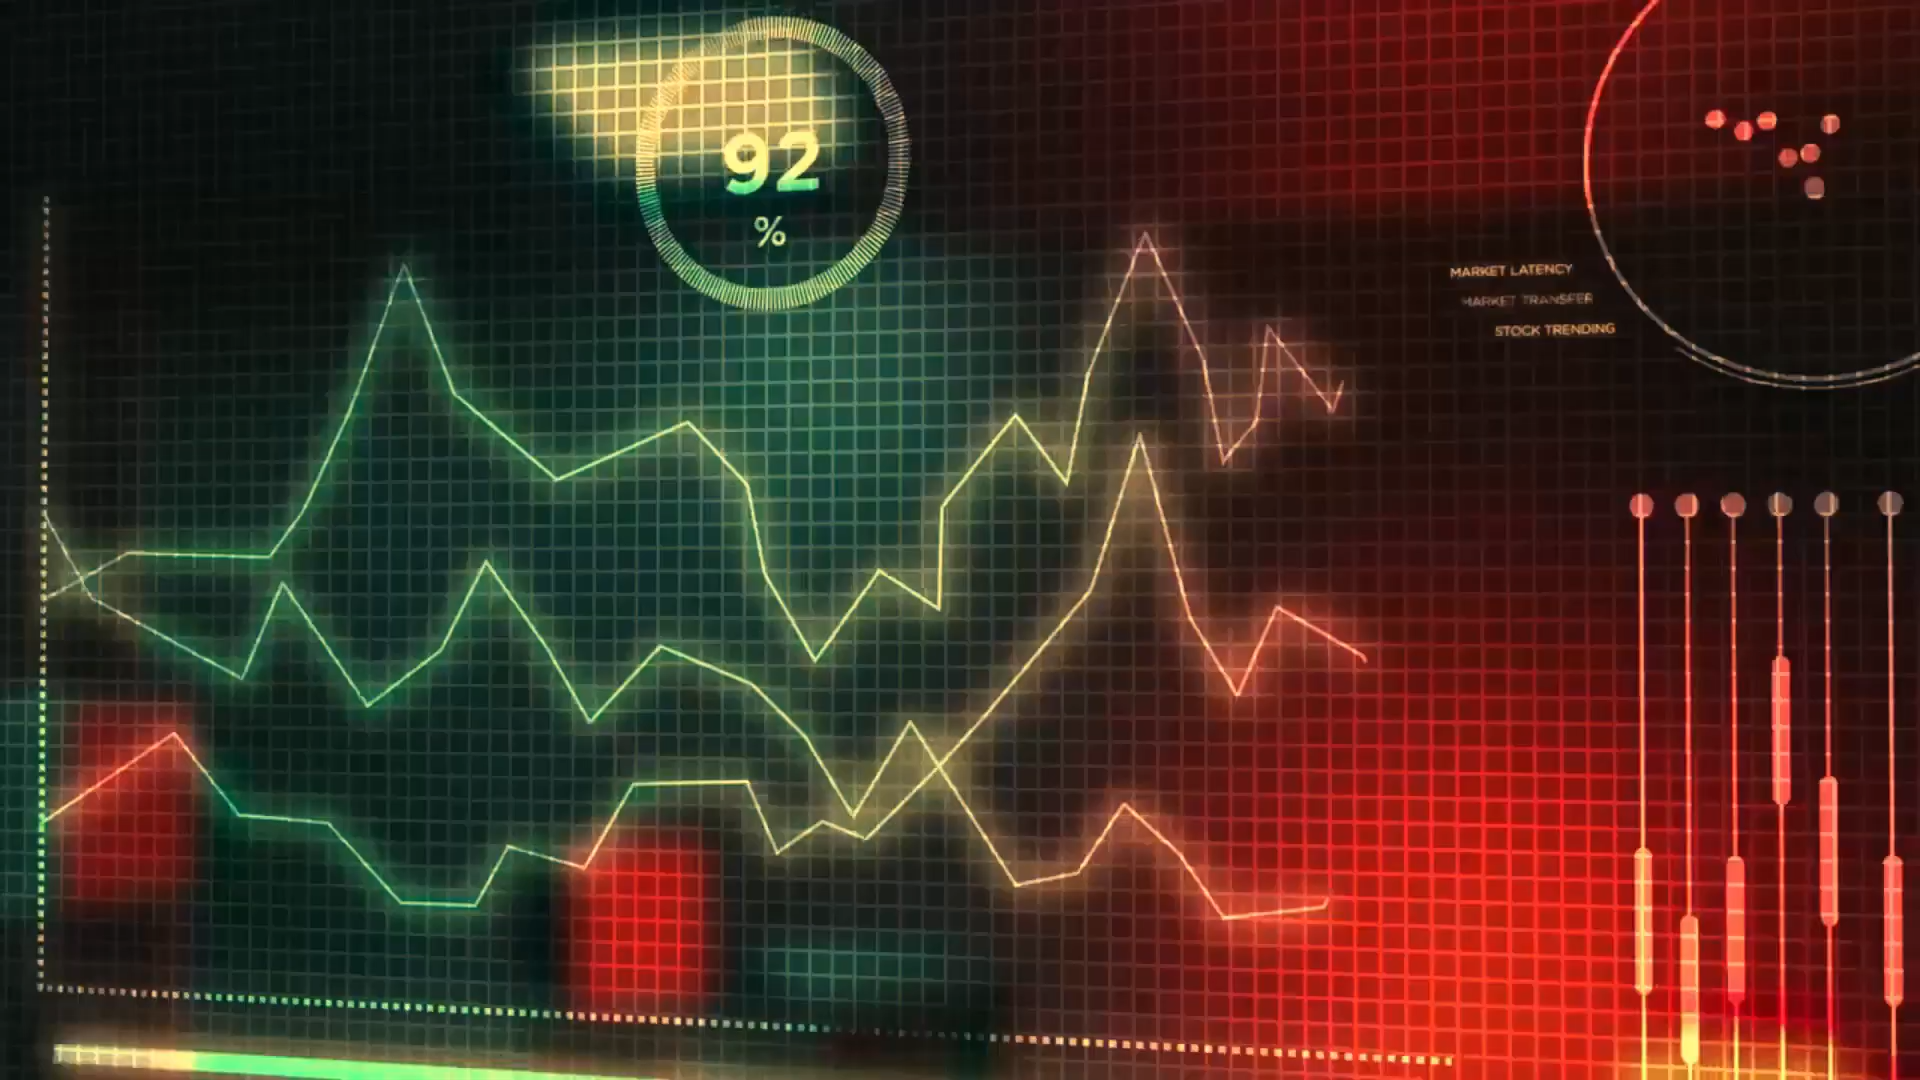 92
%
MARKET LATENCY
MARKET TRANSFER
STOCK TRENDING